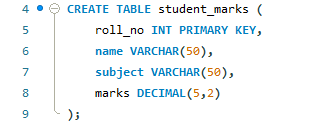 4 CREATE TABLE student_marks (
5 roll_no INT PRIMARY KEY,
6 name VARCHAR(50),
7 subject VARCHAR(50),
8 marks DECIMAL(5,2)
9 );